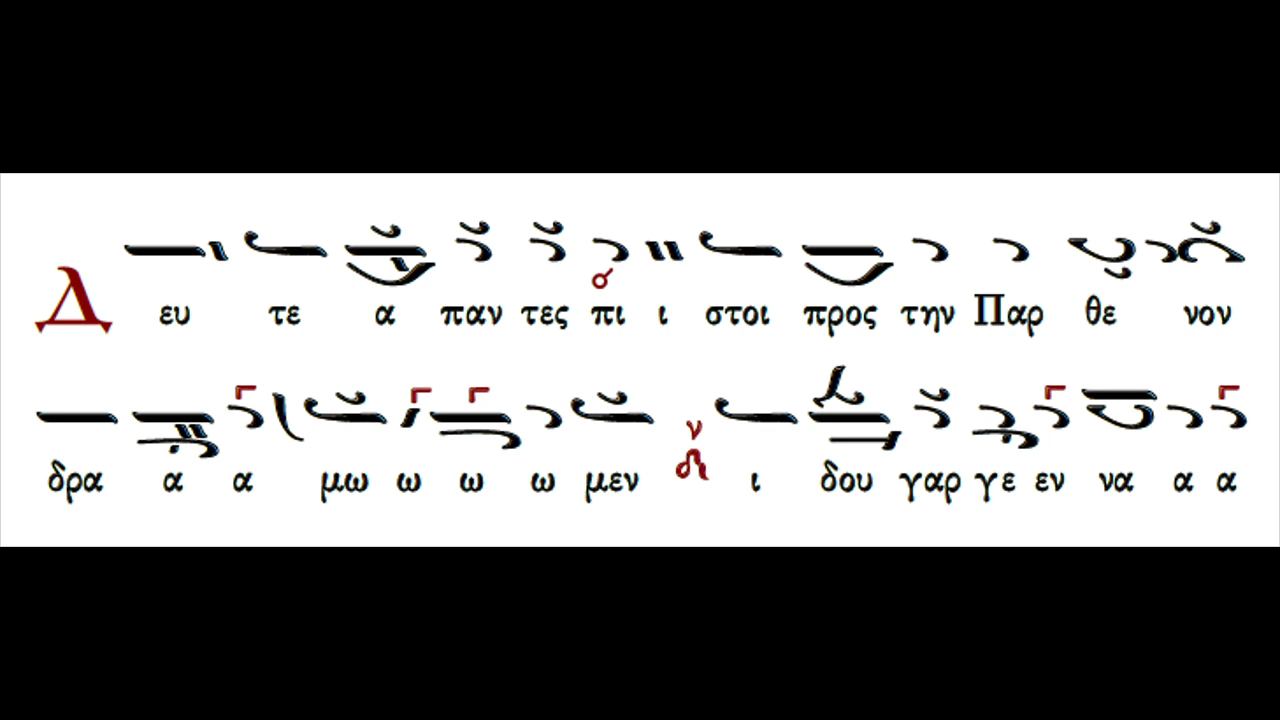 Δ ευ τε α παν τες πι ι στοι προς την Παρ θε νον
δρα α α μω ω ω ω μεν ν ι δου γαρ γε εν να α α